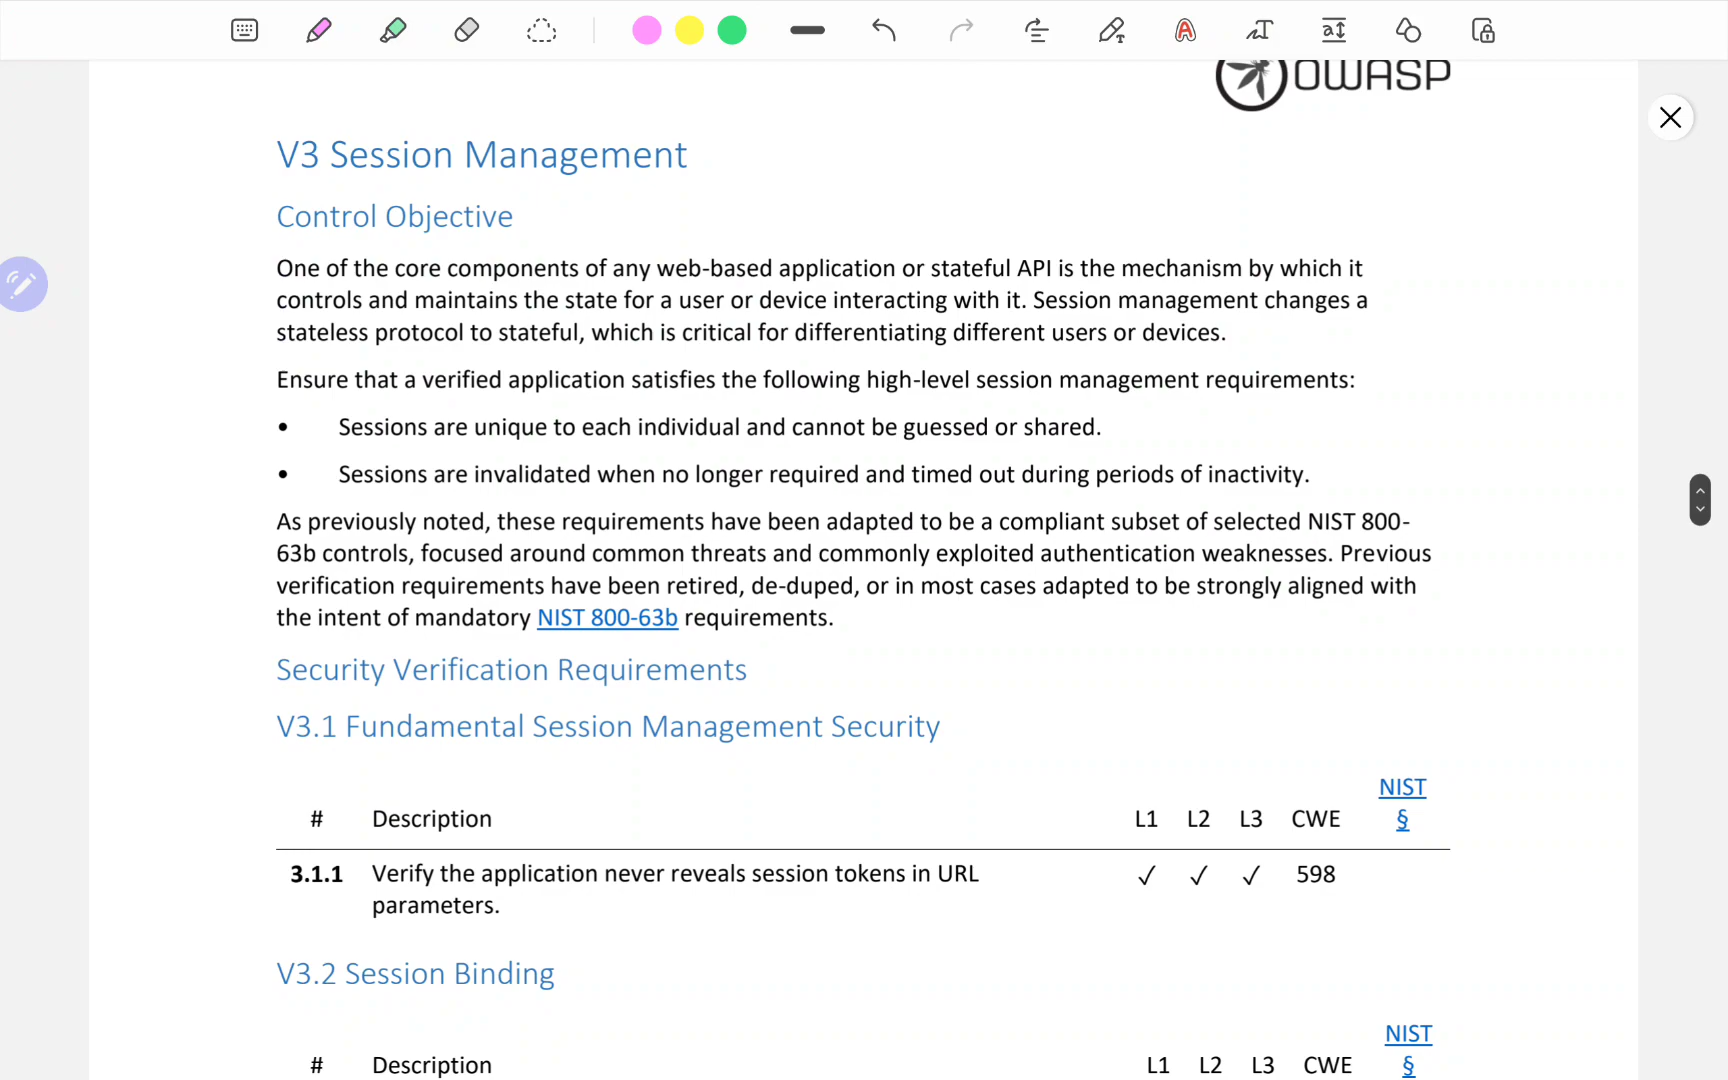 OWASP
V3 Session Management
Control Objective
One of the core components of any web-based application or stateful API is the mechanism by which it
controls and maintains the state for a user or device interacting with it. Session management changes a
stateless protocol to stateful, which is critical for differentiating different users or devices.
Ensure that a verified application satisfies the following high-level session management requirements:
• Sessions are unique to each individual and cannot be guessed or shared.
• Sessions are invalidated when no longer required and timed out during periods of inactivity.
As previously noted, these requirements have been adapted to be a compliant subset of selected NIST 800-
63b controls, focused around common threats and commonly exploited authentication weaknesses. Previous
verification requirements have been retired, de-duped, or in most cases adapted to be strongly aligned with
the intent of mandatory NIST 800-63b requirements.
Security Verification Requirements
V3.1 Fundamental Session Management Security
# Description L1 L2 L3 CWE NIST §
3.1.1 Verify the application never reveals session tokens in URL ✓ ✓ ✓ 598
parameters.
V3.2 Session Binding
# Description L1 L2 L3 CWE NIST §